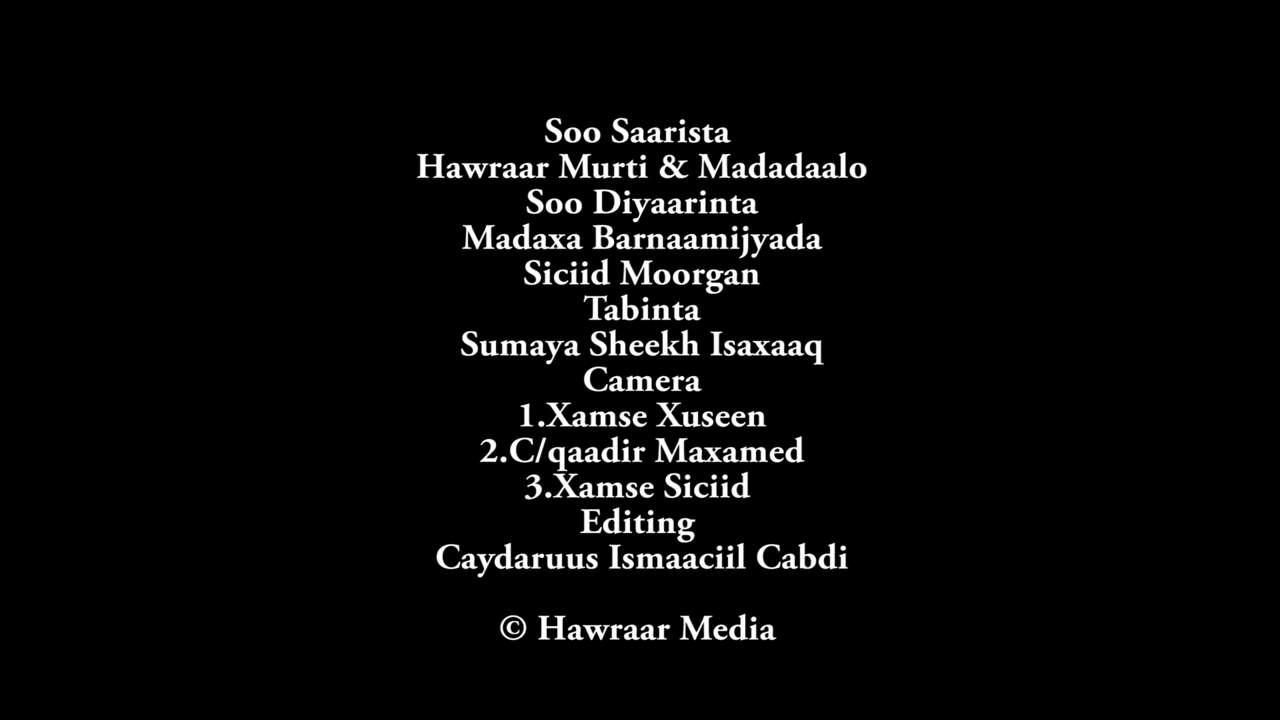 Soo Saarista
Hawraar Murti & Madadaalo
Soo Diyaarinta
Madaxa Barnaamijyada
Siciid Moorgan
Tabinta
Sumaya Sheekh Isaxaaq
Camera
1.Xamse Xuseen
2.C/qaadir Maxamed
3.Xamse Siciid
Editing
Caydaruus Ismaaciil Cabdi
© Hawraar Media